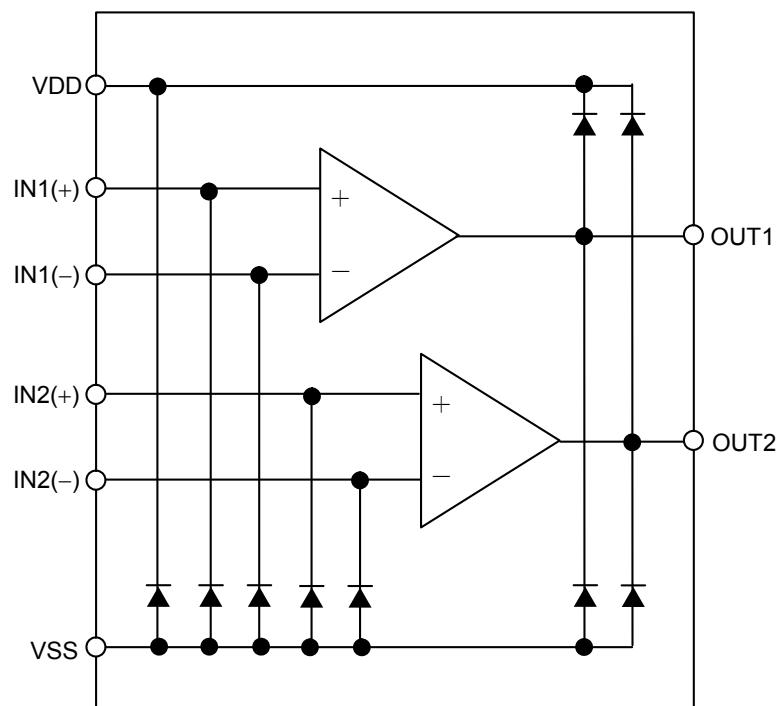 VDD
IN1(+)
+
OUT1
IN1(−)
−
IN2(+)
+
OUT2
IN2(−)
−
VSS